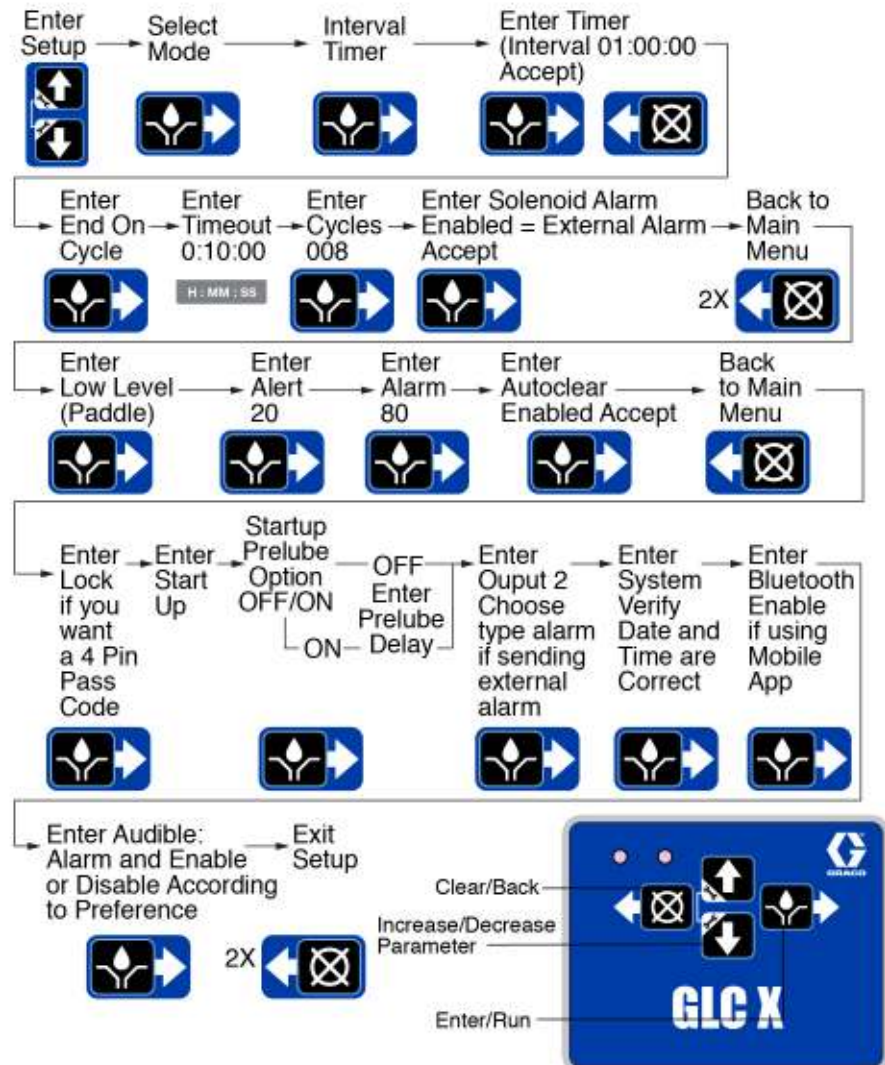 Enter
Setup
Select
Mode
Interval
Timer
Enter Timer
(Interval 01:00:00
Accept)
Enter
End On
Cycle
Enter
Timeout
0:10:00
H : MM : SS
Enter
Cycles
008
Enter Solenoid Alarm
Enabled = External Alarm
Accept
Back to
Main
Menu
2X
Enter
Low Level
(Paddle)
Enter
Alert
20
Enter
Alarm
80
Enter
Autoclear
Enabled Accept
Back
to Main
Menu
Enter
Lock
if you
want
a 4 Pin
Pass
Code
Enter
Start
Up
Startup
Prelube
Option
OFF/ON
OFF
ON
Enter
Prelube
Delay
Enter
Ouput 2
Choose
type alarm
if sending
external
alarm
Enter
System
Verify
Date and
Time are
Correct
Enter
Bluetooth
Enable
if using
Mobile
App
Enter Audible:
Alarm and Enable
or Disable According
to Preference
2X
Exit
Setup
Clear/Back
Increase/Decrease
Parameter
Enter/Run
GRACO
GLC X